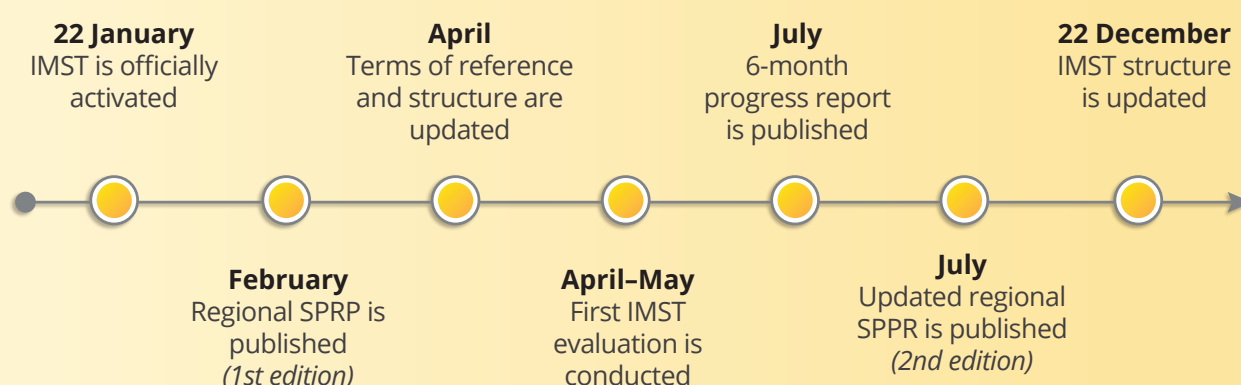 22 January
IMST is officially
activated
February
Regional SPRP is
published
(1st edition)
April
Terms of reference
and structure are
updated
April–May
First IMST
evaluation is
conducted
July
6-month
progress report
is published
July
Updated regional
SPPR is published
(2nd edition)
22 December
IMST structure
is updated